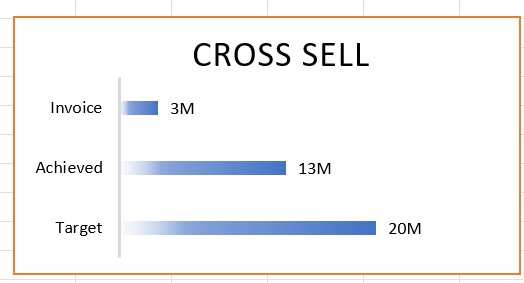 CROSS SELL
Invoice 3M
Achieved 13M
Target 20M